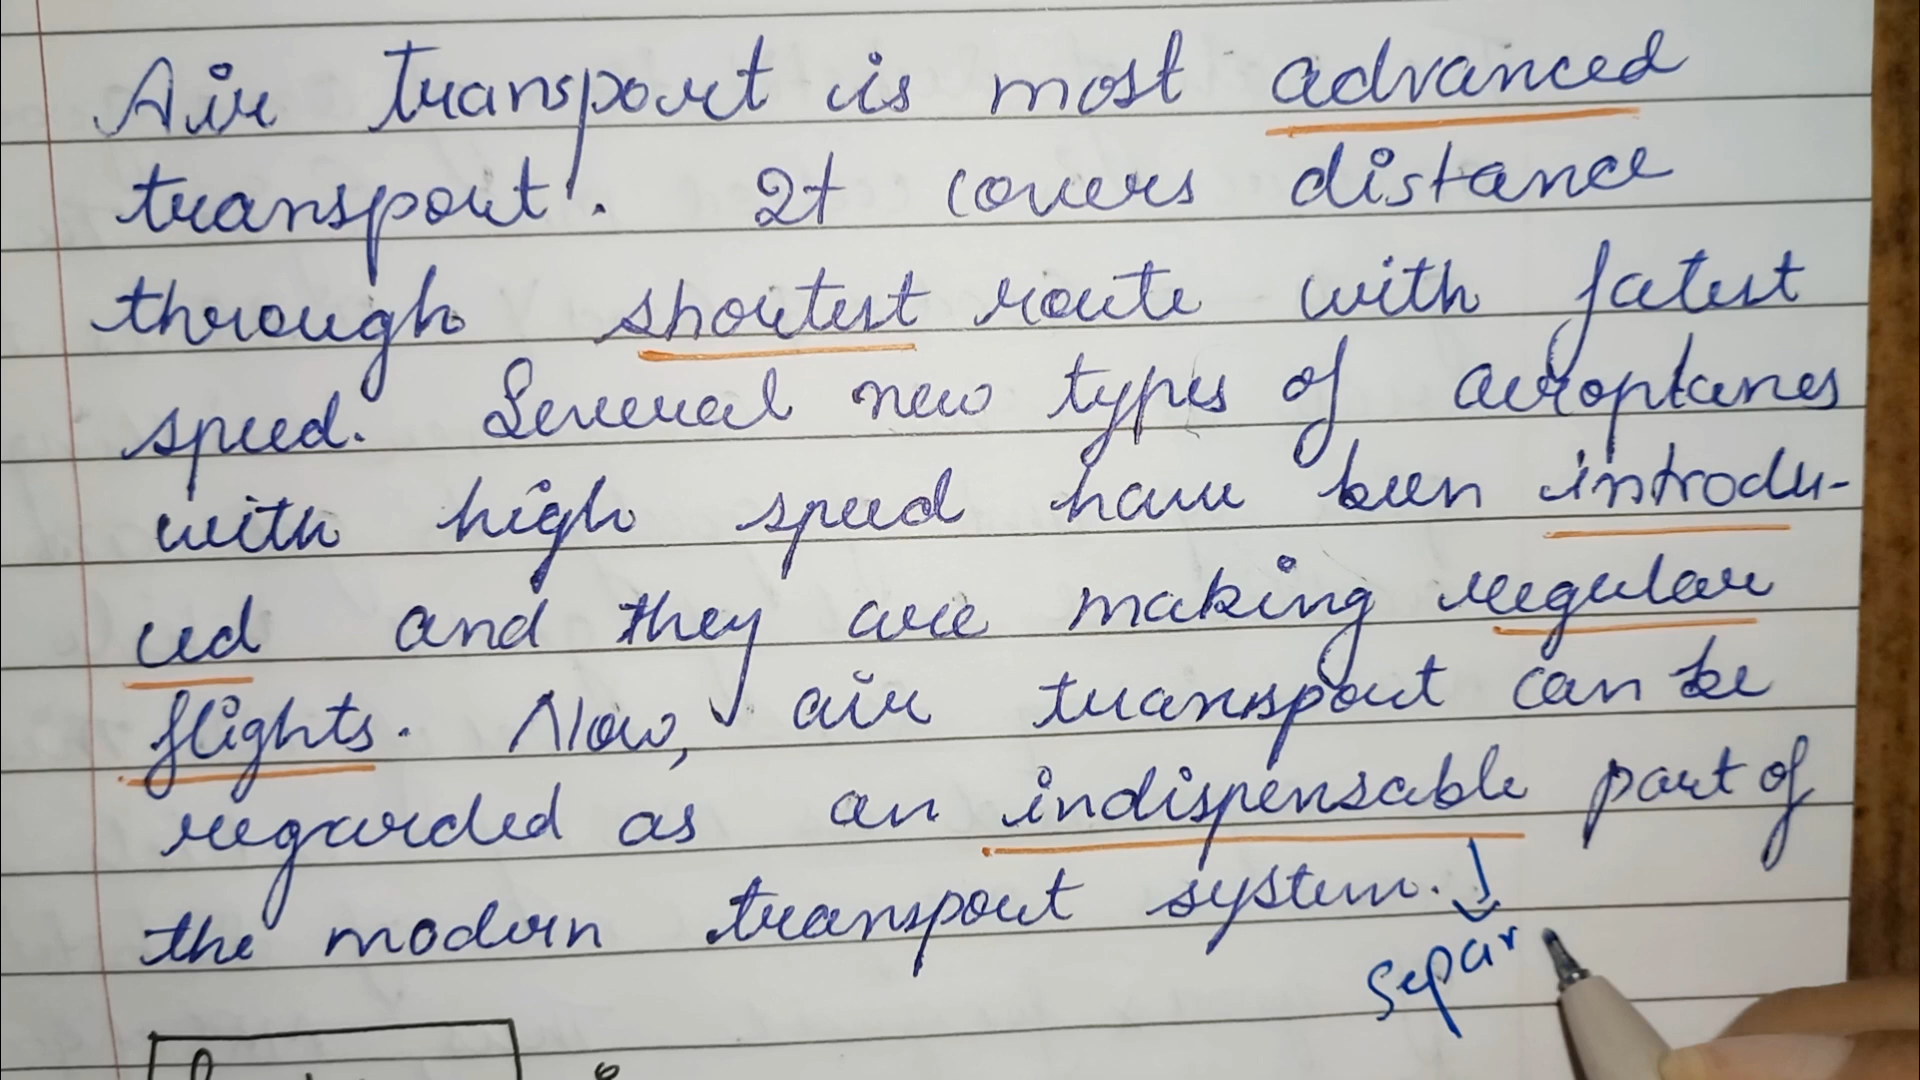 Air transport is most advanced
transport. It covers distance
through shortest route with fatest
speed. Several new types of aeroplanes
with high speed have been introdu-
ced and they are making regular
flights. Now, air transport can be
regarded as an indispensable part of
the modern transport system.
separ